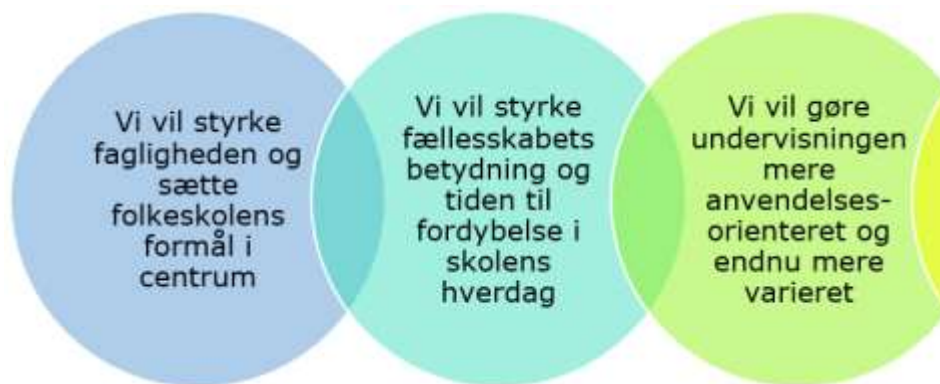 Vi vil styrke
fagligheden og
sætte
folkeskolens
formål i
centrum
Vi vil styrke
fællesskabets
betydning og
tiden til
fordybelse i
skolens
hverdag
Vi vil gøre
undervisningen
mere
anvendelses-
orienteret og
endnu mere
varieret